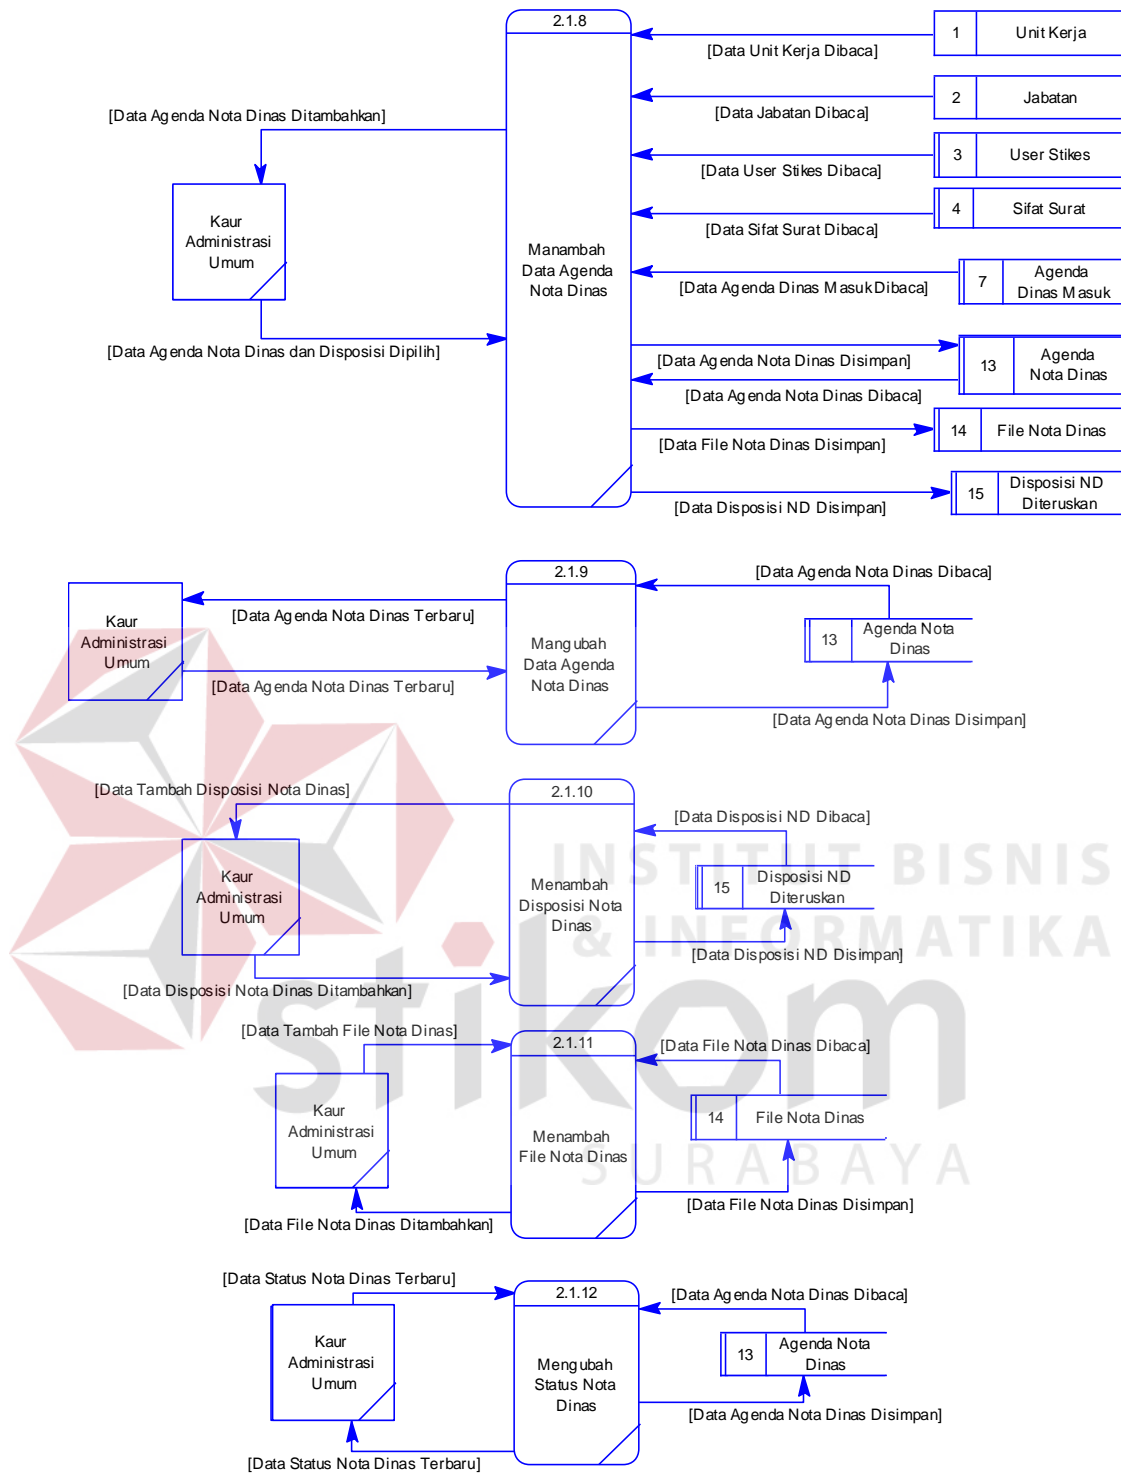 2.1.8
1
Unit Kerja
[Data Unit Kerja Dibaca]
2
Jabatan
[Data Jabatan Dibaca]
[Data Agenda Nota Dinas Ditambahkan]
3
User Stikes
[Data User Stikes Dibaca]
4
Sifat Surat
[Data Sifat Surat Dibaca]
Kaur
Administrasi
Umum
Manambah
Data Agenda
Nota Dinas
7
Agenda
Dinas Masuk
[Data Agenda Dinas Masuk Dibaca]
[Data Agenda Nota Dinas dan Disposisi Dipilih]
[Data Agenda Nota Dinas Disimpan]
13
Agenda
Nota Dinas
[Data Agenda Nota Dinas Dibaca]
14
File Nota Dinas
[Data File Nota Dinas Disimpan]
15
Disposisi ND
Diteruskan
[Data Disposisi ND Disimpan]
2.1.9
[Data Agenda Nota Dinas Dibaca]
[Data Agenda Nota Dinas Terbaru]
Kaur
Administrasi
Umum
Mangubah
Data Agenda
Nota Dinas
13
Agenda Nota
Dinas
[Data Agenda Nota Dinas Terbaru]
[Data Agenda Nota Dinas Disimpan]
2.1.10
[Data Tambah Disposisi Nota Dinas]
[Data Disposisi ND Dibaca]
Kaur
Administrasi
Umum
Menambah
Disposisi Nota
Dinas
15
Disposisi ND
Diteruskan
INSTITUT BISNIS
& INFORMATIKA
[Data Disposisi ND Disimpan]
[Data Disposisi Nota Dinas Ditambahkan]
stikom
[Data Tambah File Nota Dinas]
2.1.11
[Data File Nota Dinas Dibaca]
Kaur
Administrasi
Umum
Menambah
File Nota Dinas
14
File Nota Dinas
SURABAYA
[Data File Nota Dinas Ditambahkan]
[Data File Nota Dinas Disimpan]
[Data Status Nota Dinas Terbaru]
2.1.12
[Data Agenda Nota Dinas Dibaca]
Kaur
Administrasi
Umum
Mengubah
Status Nota
Dinas
13
Agenda Nota
Dinas
[Data Agenda Nota Dinas Disimpan]
[Data Status Nota Dinas Terbaru]